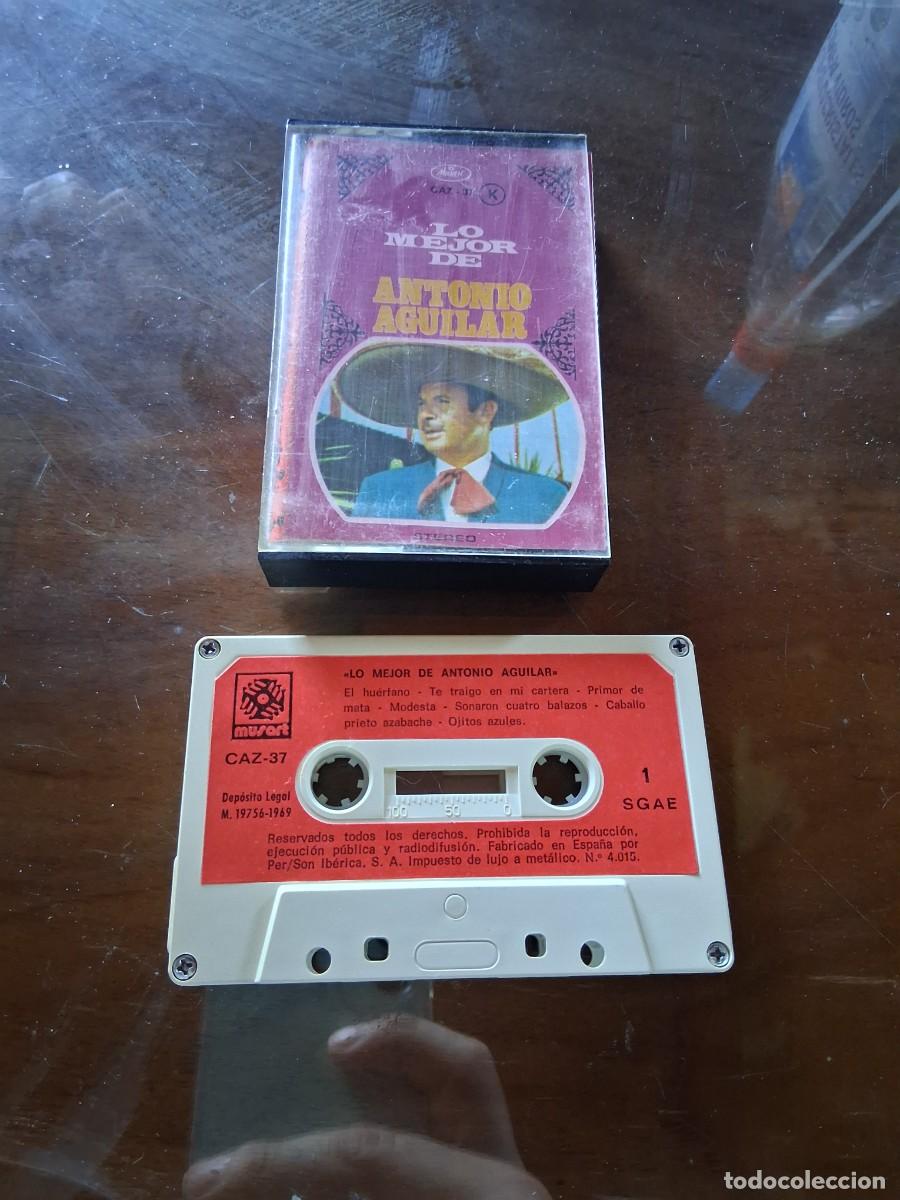 Musart
CAZ-37 K
LO
MEJOR
DE
ANTONIO
AGUILAR
STEREO
«LO MEJOR DE ANTONIO AGUILAR»
El huérfano - Te traigo en mi cartera - Primor de
mata - Modesta - Sonaron cuatro balazos - Caballo
prieto azabache - Ojitos azules.
musart
CAZ-37
Depósito Legal
M. 19756-1969
100 50 0
1
SGAE
Reservados todos los derechos. Prohibida la reproducción,
ejecución pública y radiodifusión. Fabricado en España por
Per/Son Ibérica, S. A. Impuesto de lujo a metálico. N.º 4.015.
todocoleccion